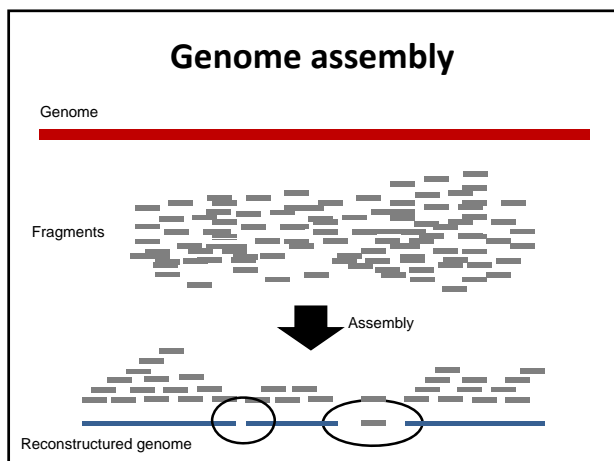 Genome assembly
Genome
Fragments
Assembly
Reconstructured genome